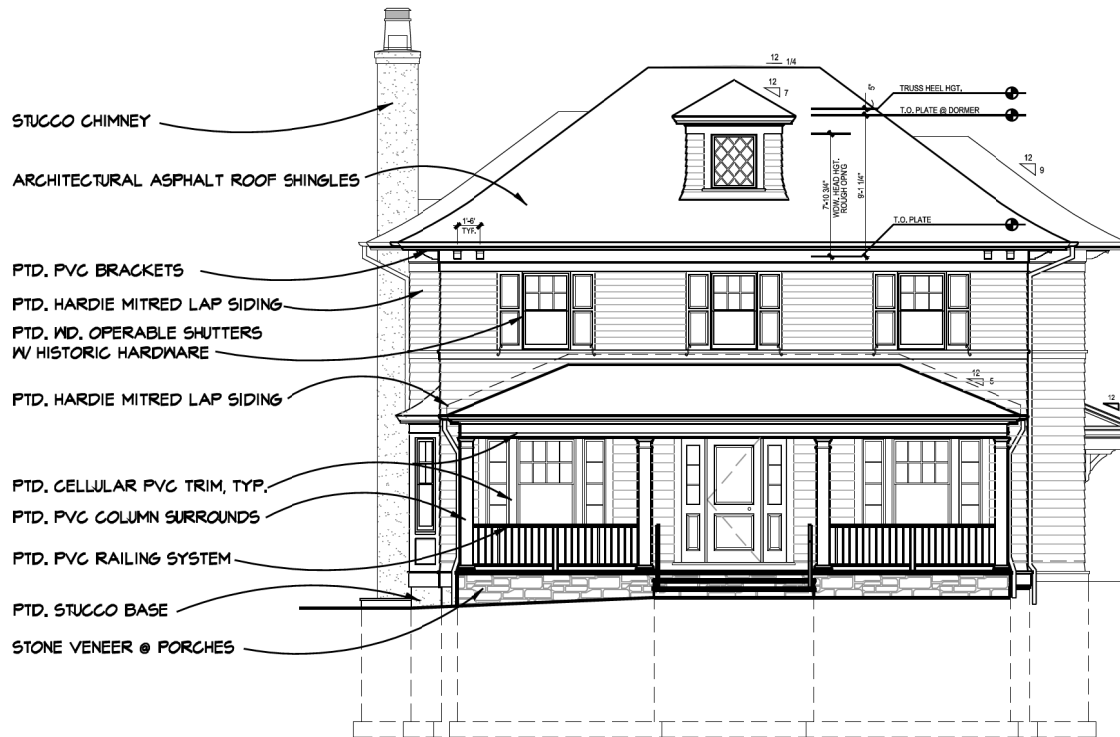 STUCCO CHIMNEY
ARCHITECTURAL ASPHALT ROOF SHINGLES
PTD. PVC BRACKETS
PTD. HARDIE MITRED LAP SIDING
PTD. WD. OPERABLE SHUTTERS
W/ HISTORIC HARDWARE
PTD. HARDIE MITRED LAP SIDING
PTD. CELLULAR PVC TRIM, TYP.
PTD. PVC COLUMN SURROUNDS
PTD. PVC RAILING SYSTEM
PTD. STUCCO BASE
STONE VENEER @ PORCHES
12
1/4
12
7
5"
TRUSS HEEL HGT.
T.O. PLATE @ DORMER
7'-10 3/4"
WDW. HEAD HGT.
ROUGH OPN'G
9'-1 1/4"
T.O. PLATE
12
9
1'-6"
TYP.
12
5
12